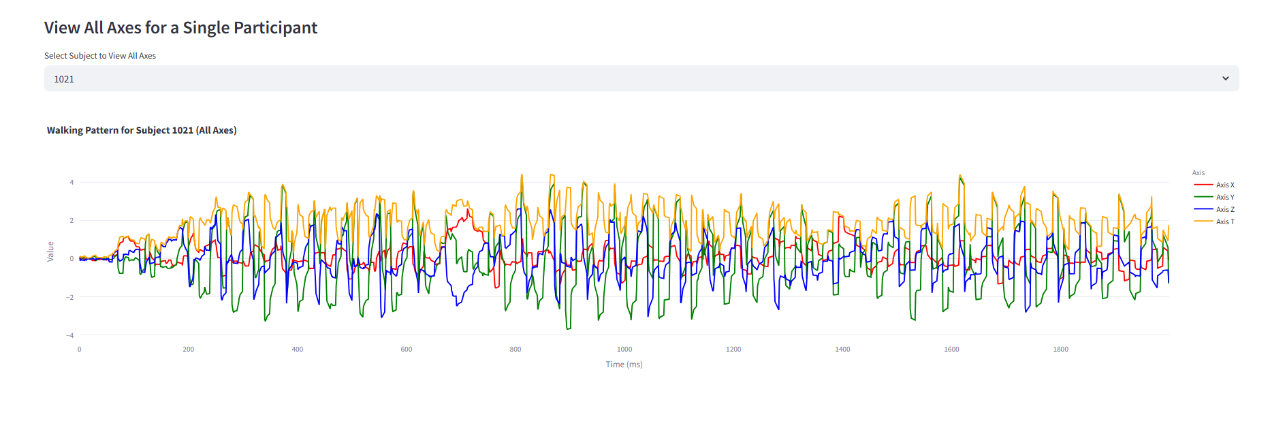 View All Axes for a Single Participant
Select Subject to View All Axes
1021
Walking Pattern for Subject 1021 (All Axes)
Axis
Axis X
Axis Y
Axis Z
Axis T
4
2
0
−2
−4
Value
0 200 400 600 800 1000 1200 1400 1600 1800
Time (ms)